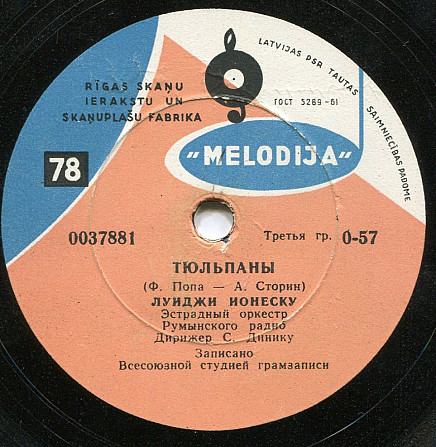 RĪGAS SKAŅU
IERAKSTU UN
SKAŅUPLAŠU FABRIKA
LATVIJAS PSR TAUTAS
SAIMNIECĪBAS PADOME
ГОСТ 5289-61
"MELODIJA"
78
0037881
Третья гр. 0-57
ТЮЛЬПАНЫ
(Ф. Попа — А. Сторин)
ЛУИДЖИ ИОНЕСКУ
Эстрадный оркестр
Румынского радио
Дирижер С. Динику
Записано
Всесоюзной студией грамзаписи